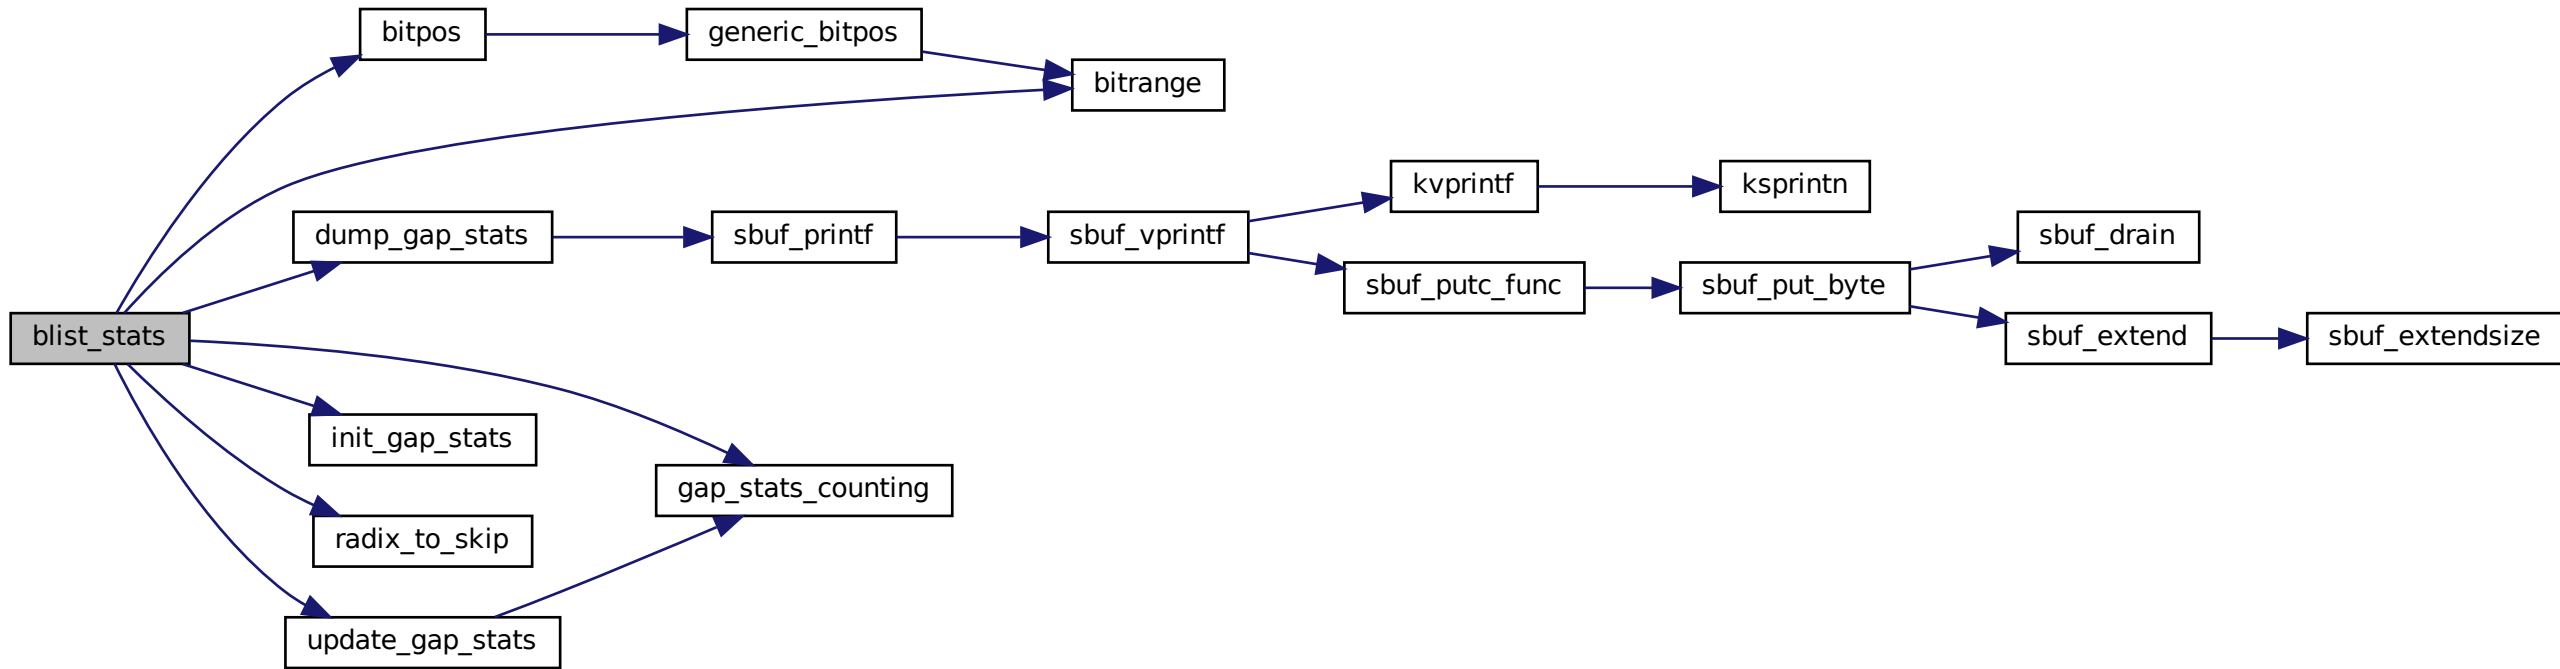 bitpos
generic_bitpos
bitrange
kvprintf
ksprintn
dump_gap_stats
sbuf_printf
sbuf_vprintf
sbuf_drain
sbuf_putc_func
sbuf_put_byte
blist_stats
sbuf_extend
sbuf_extendsize
init_gap_stats
gap_stats_counting
radix_to_skip
update_gap_stats